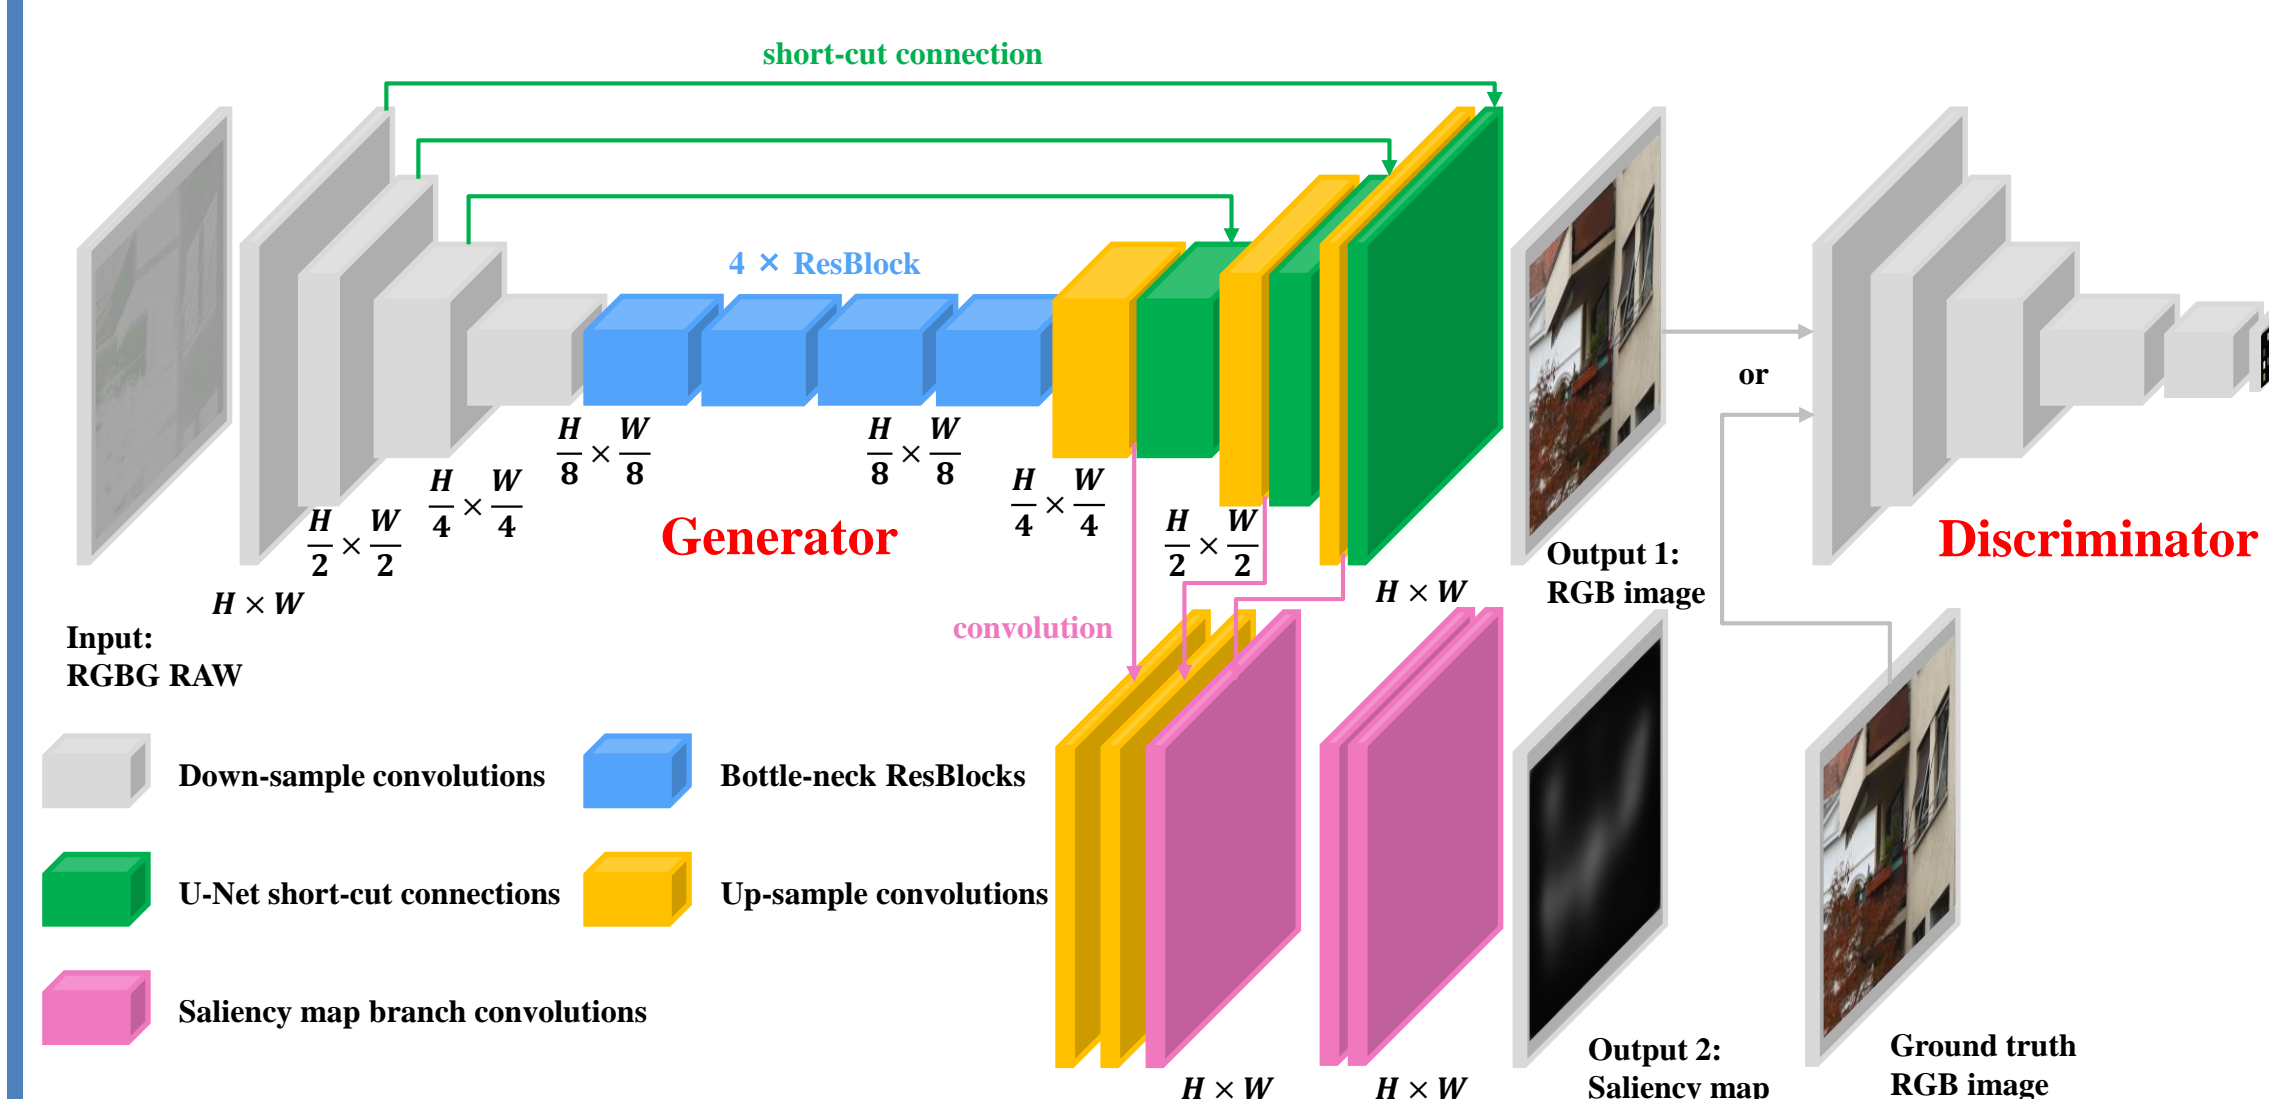 short-cut connection
4 × ResBlock
H/8 × W/8
H/8 × W/8
H/4 × W/4
H/4 × W/4
H/2 × W/2
H/2 × W/2
H × W
H × W
Generator
or
Discriminator
Output 1:
RGB image
Input:
RGBG RAW
convolution
Down-sample convolutions
Bottle-neck ResBlocks
U-Net short-cut connections
Up-sample convolutions
Saliency map branch convolutions
H × W
H × W
Output 2:
Saliency map
Ground truth
RGB image